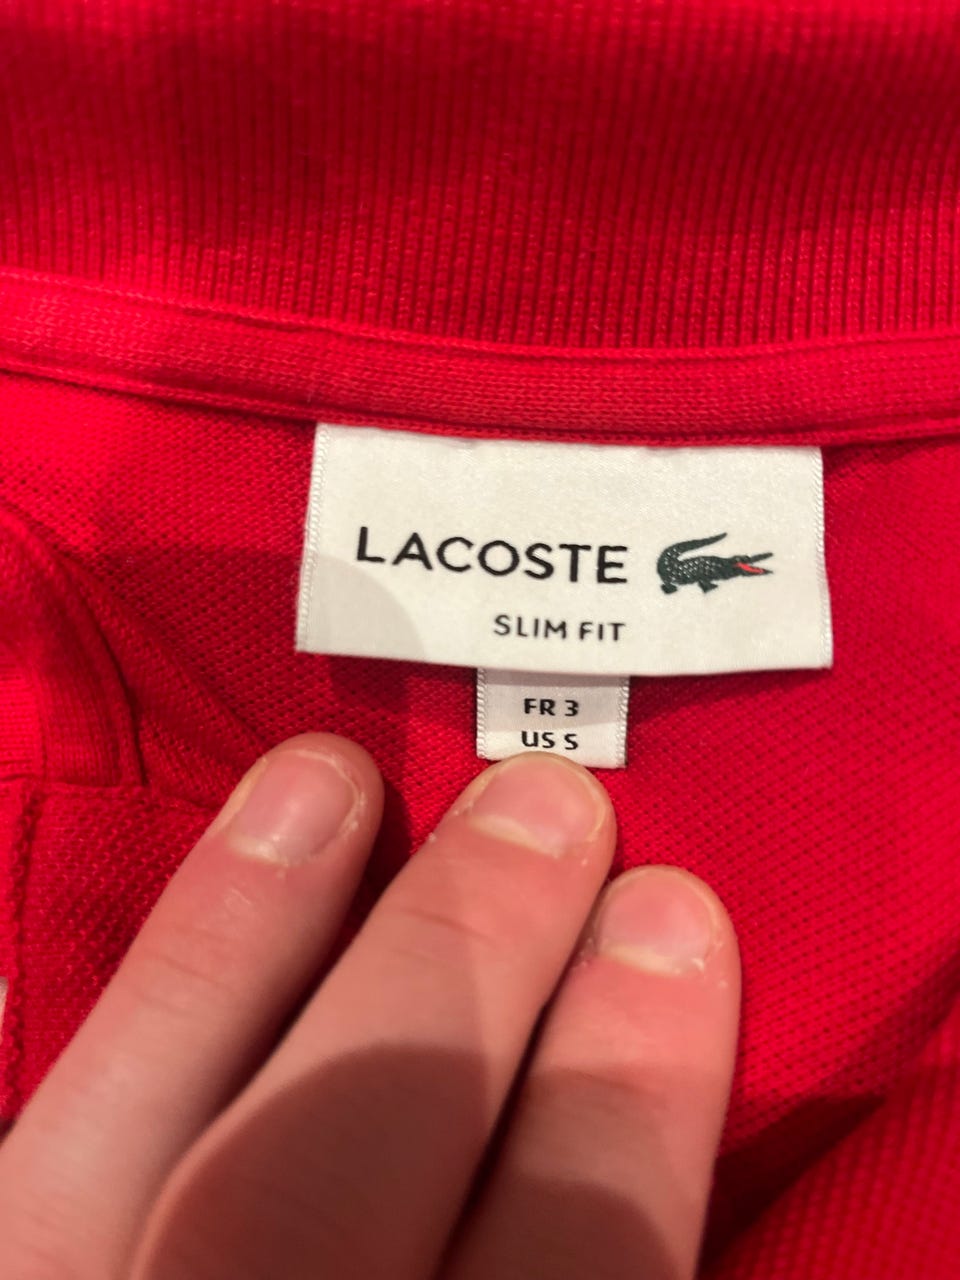 LACOSTE
SLIM FIT
FR 3
US S